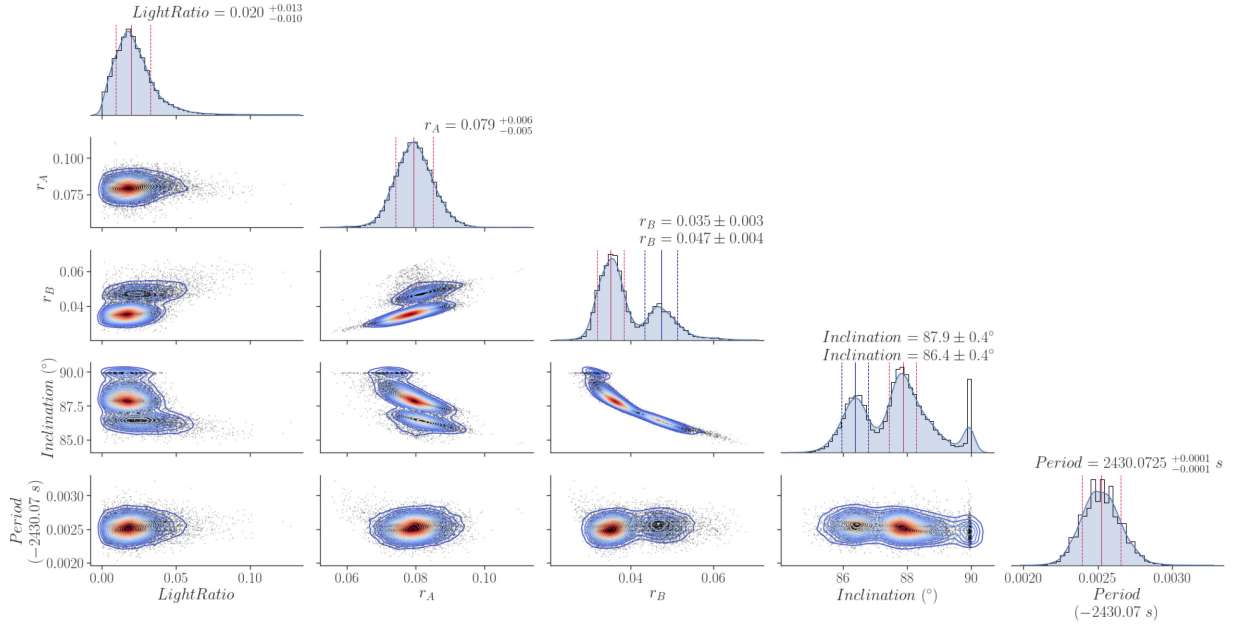 LightRatio = 0.020 +0.013 −0.010
r_A = 0.079 +0.006 −0.005
0.100
0.075
r_A
r_B = 0.035 ± 0.003
r_B = 0.047 ± 0.004
0.06
0.04
r_B
Inclination = 87.9 ± 0.4°
Inclination = 86.4 ± 0.4°
90.0
87.5
85.0
Inclination (°)
Period = 2430.0725 +0.0001 −0.0001 s
0.0030
0.0025
0.0020
Period
(−2430.07 s)
0.00 0.05 0.10
LightRatio
0.06 0.08 0.10
r_A
0.04 0.06
r_B
86 88 90
Inclination (°)
0.0020 0.0025 0.0030
Period
(−2430.07 s)